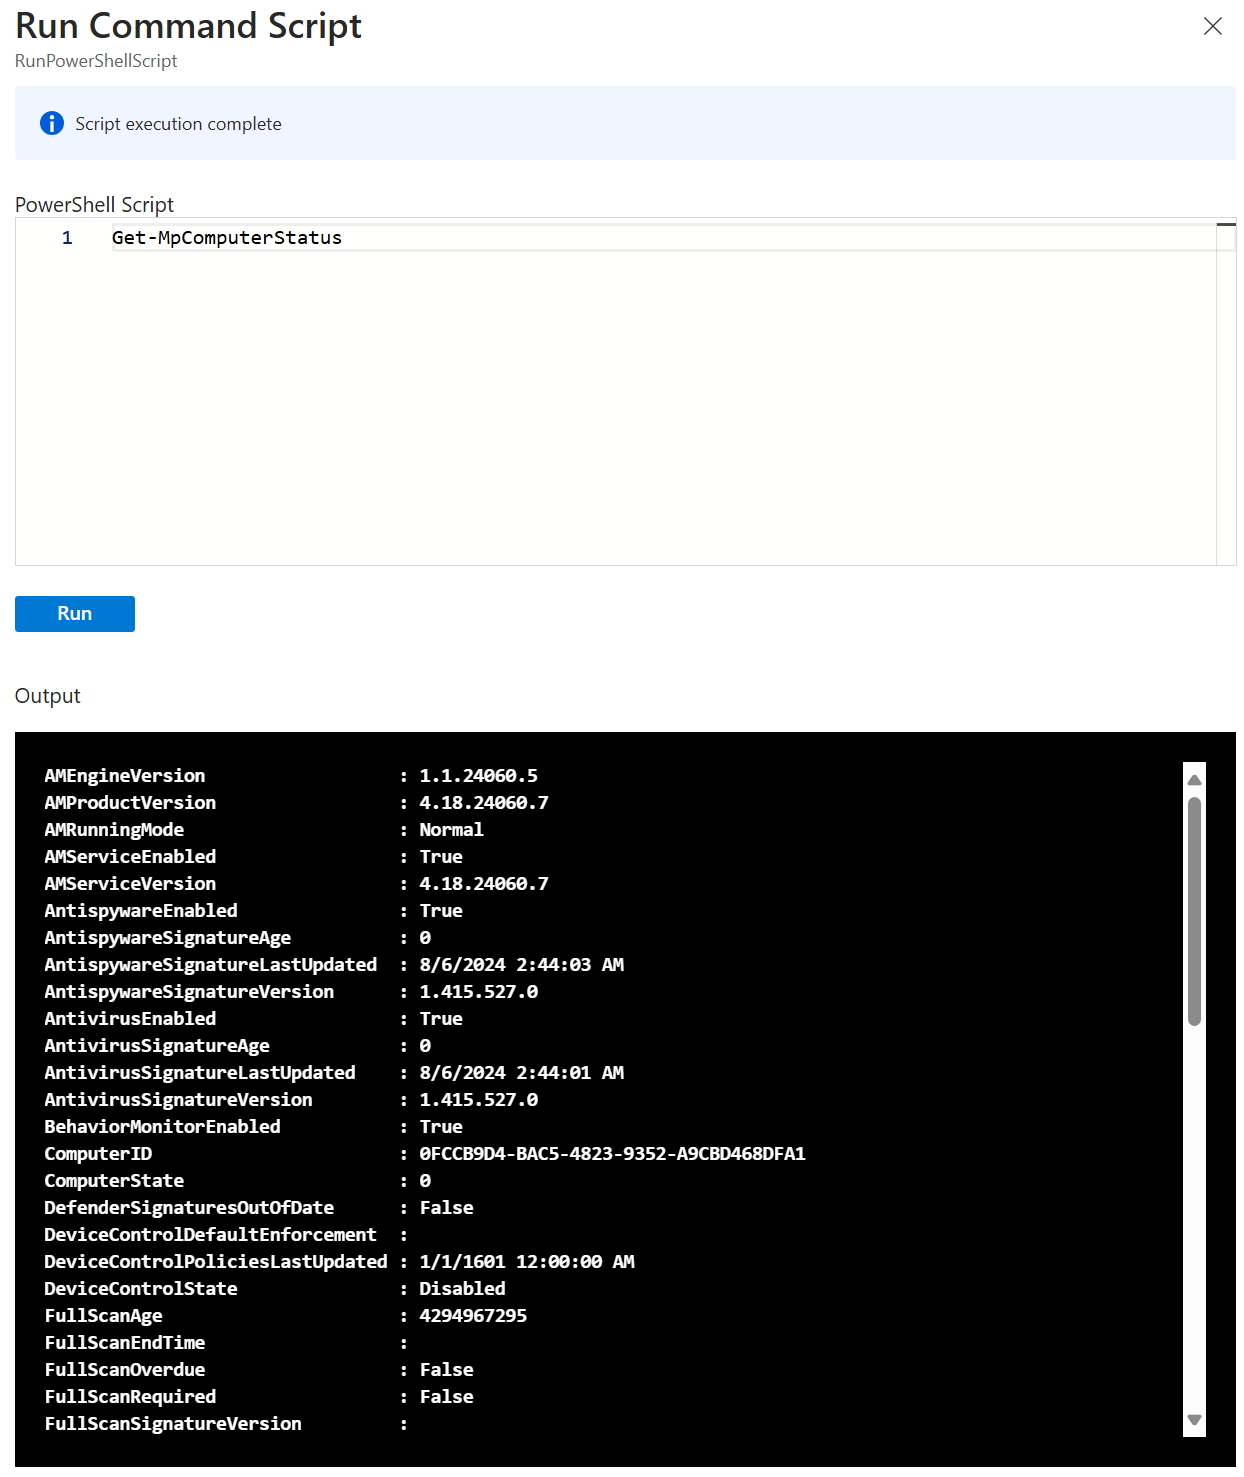 Run Command Script
RunPowerShellScript
Script execution complete
PowerShell Script
1 Get-MpComputerStatus
Run
Output
AMEngineVersion : 1.1.24060.5
AMProductVersion : 4.18.24060.7
AMRunningMode : Normal
AMServiceEnabled : True
AMServiceVersion : 4.18.24060.7
AntispywareEnabled : True
AntispywareSignatureAge : 0
AntispywareSignatureLastUpdated : 8/6/2024 2:44:03 AM
AntispywareSignatureVersion : 1.415.527.0
AntivirusEnabled : True
AntivirusSignatureAge : 0
AntivirusSignatureLastUpdated : 8/6/2024 2:44:01 AM
AntivirusSignatureVersion : 1.415.527.0
BehaviorMonitorEnabled : True
ComputerID : 0FCCB9D4-BAC5-4823-9352-A9CBD468DFA1
ComputerState : 0
DefenderSignaturesOutOfDate : False
DeviceControlDefaultEnforcement :
DeviceControlPoliciesLastUpdated : 1/1/1601 12:00:00 AM
DeviceControlState : Disabled
FullScanAge : 4294967295
FullScanEndTime :
FullScanOverdue : False
FullScanRequired : False
FullScanSignatureVersion :